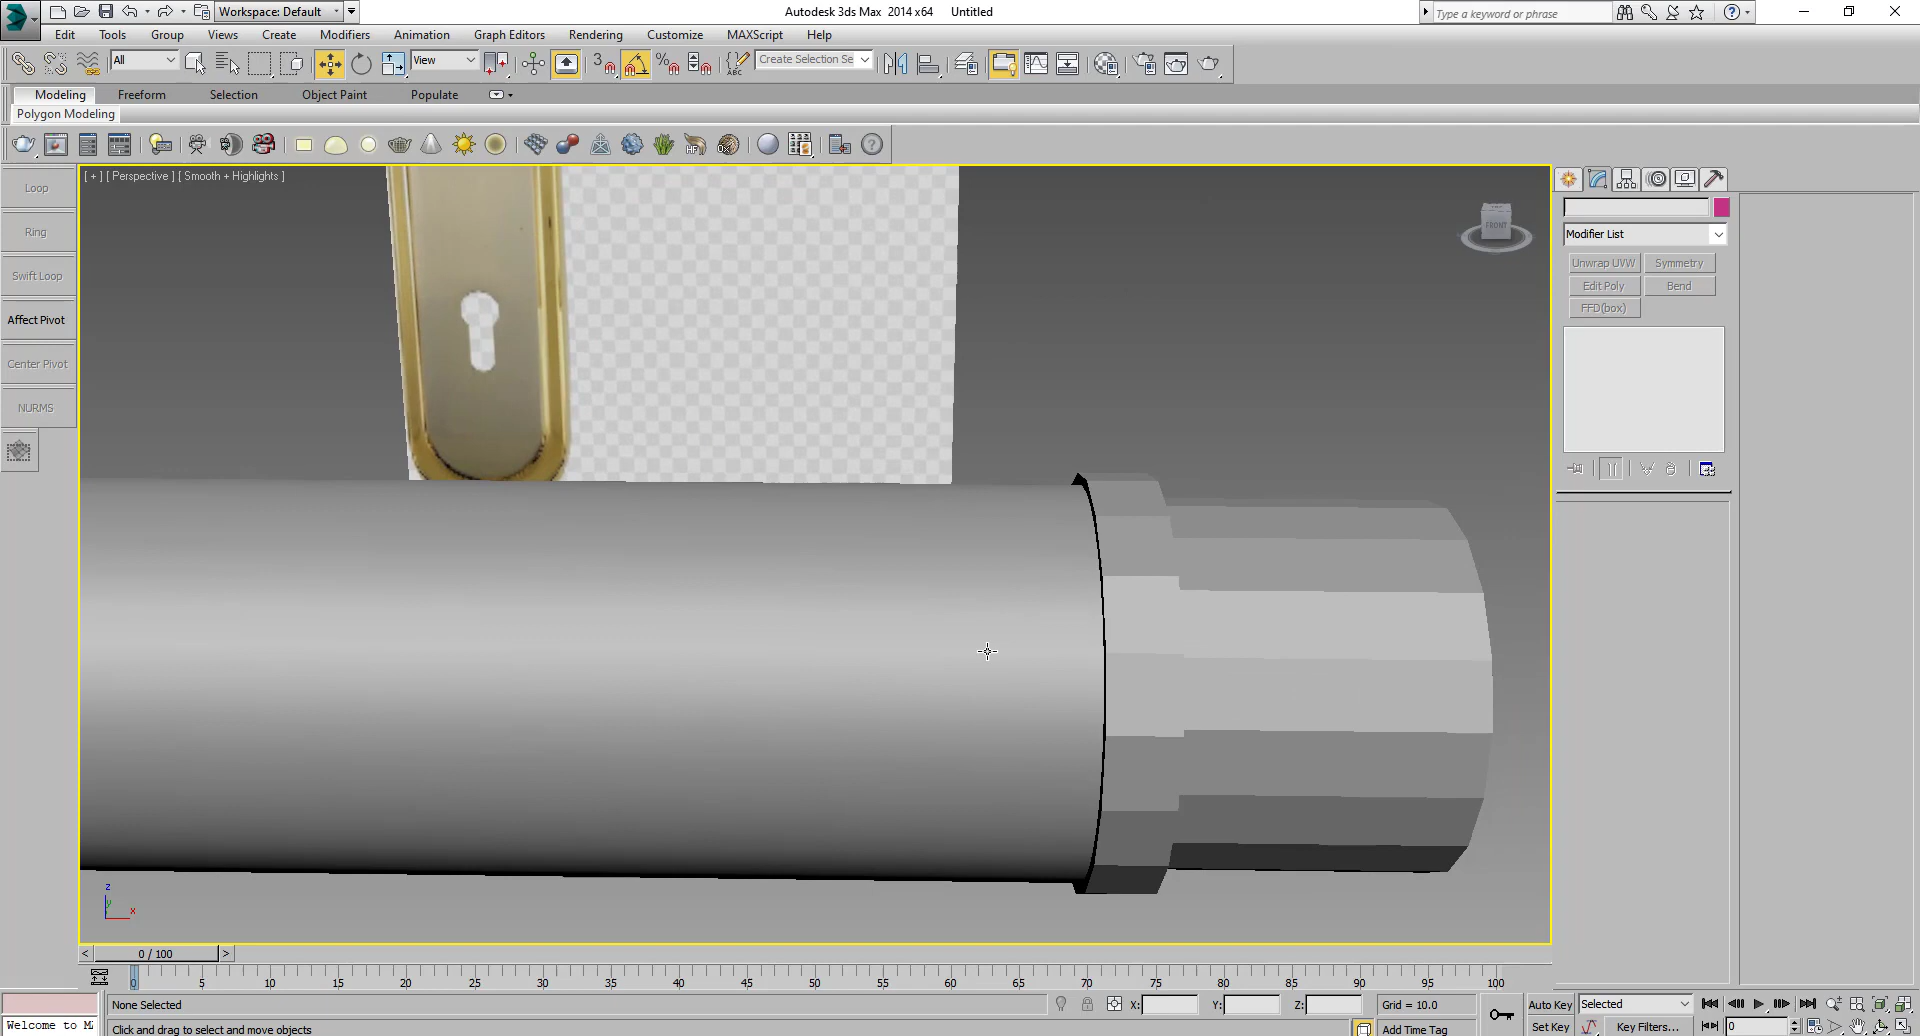 Workspace: Default
Autodesk 3ds Max 2014 x64 Untitled
Type a keyword or phrase
Edit Tools Group Views Create Modifiers Animation Graph Editors Rendering Customize MAXScript Help
All
View
3
ABC
Create Selection Se
Modeling Freeform Selection Object Paint Populate
Polygon Modeling
HF
[ + ] [ Perspective ] [ Smooth + Highlights ]
FRONT
Loop
Ring
Swift Loop
Affect Pivot
Center Pivot
NURMS
Modifier List
Unwrap UVW Symmetry
Edit Poly Bend
FFD(box)
z
y
x
< 0 / 100 >
0 5 10 15 20 25 30 35 40 45 50 55 60 65 70 75 80 85 90 95 100
None Selected X: Y: Z: Grid = 10.0 Auto Key Selected
Welcome to M Click and drag to select and move objects Add Time Tag Set Key Key Filters... 0